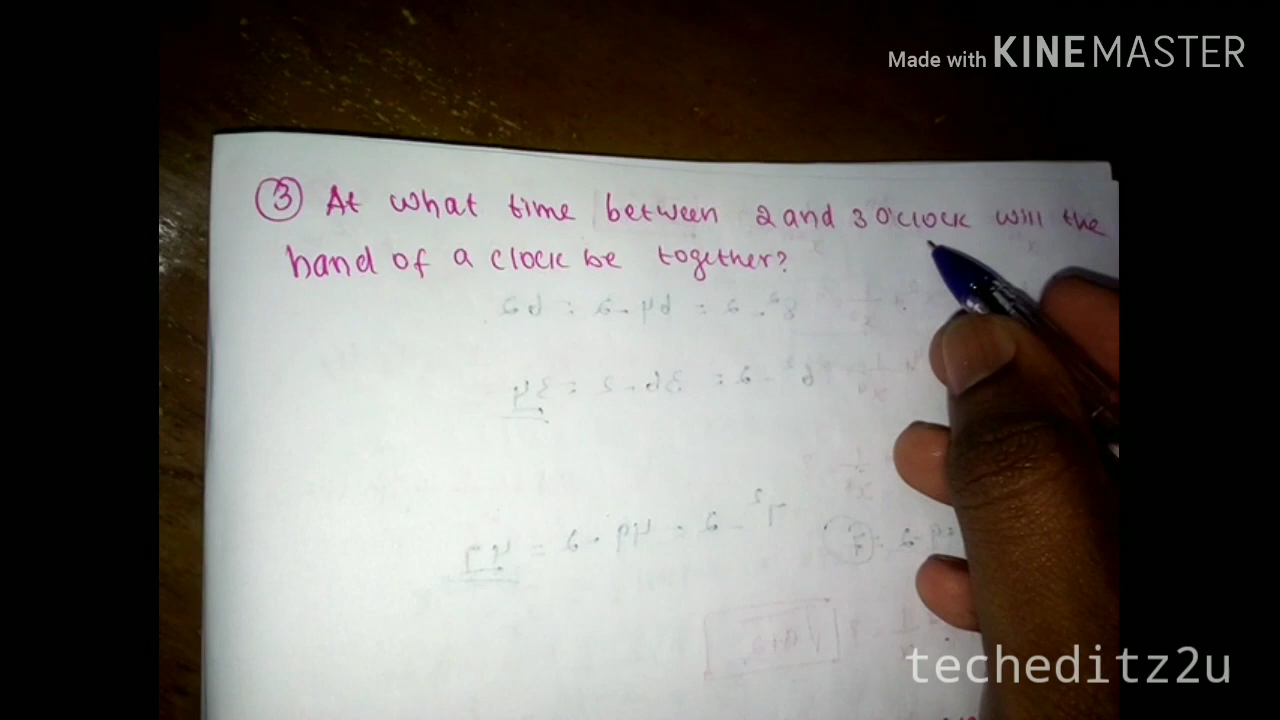 Made with KINEMASTER
③ At what time between 2 and 3 O'clock will the
hand of a clock be together?
techeditz2u